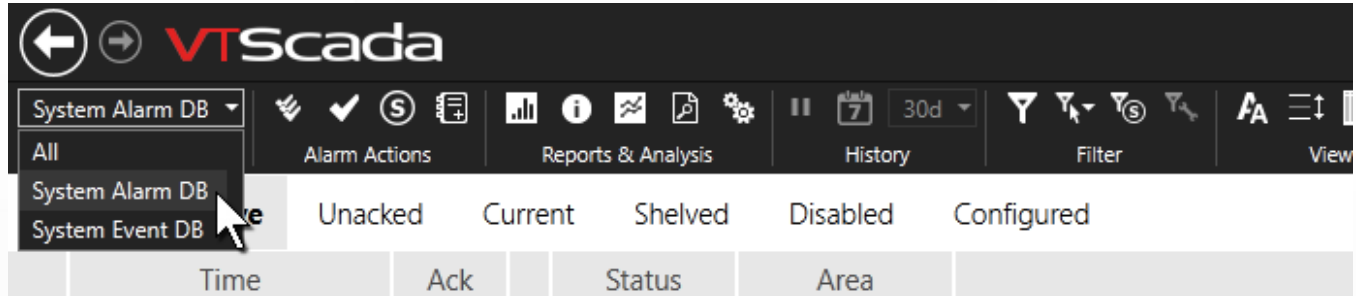 VTScada
System Alarm DB 30d
All Alarm Actions Reports & Analysis History Filter View
System Alarm DB
Unacked Current Shelved Disabled Configured
System Event DB
Time Ack Status Area